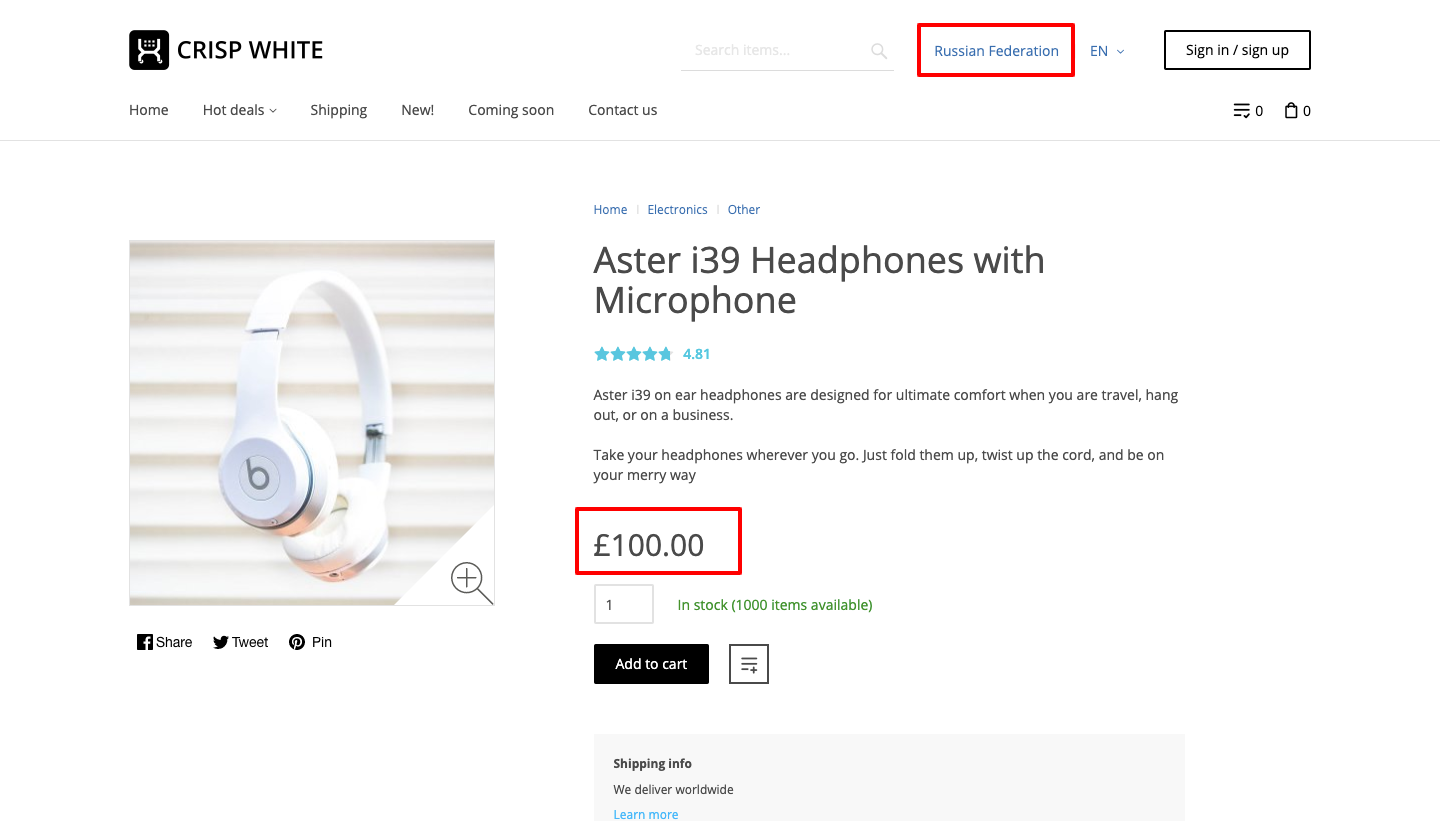 CRISP WHITE
Search items...
Russian Federation
EN
Sign in / sign up
Home
Hot deals
Shipping
New!
Coming soon
Contact us
0
0
Home
Electronics
Other
Aster i39 Headphones with
Microphone
4.81
Aster i39 on ear headphones are designed for ultimate comfort when you are travel, hang
out, or on a business.
Take your headphones wherever you go. Just fold them up, twist up the cord, and be on
your merry way
£100.00
1
In stock (1000 items available)
Add to cart
b
Share
Tweet
Pin
Shipping info
We deliver worldwide
Learn more